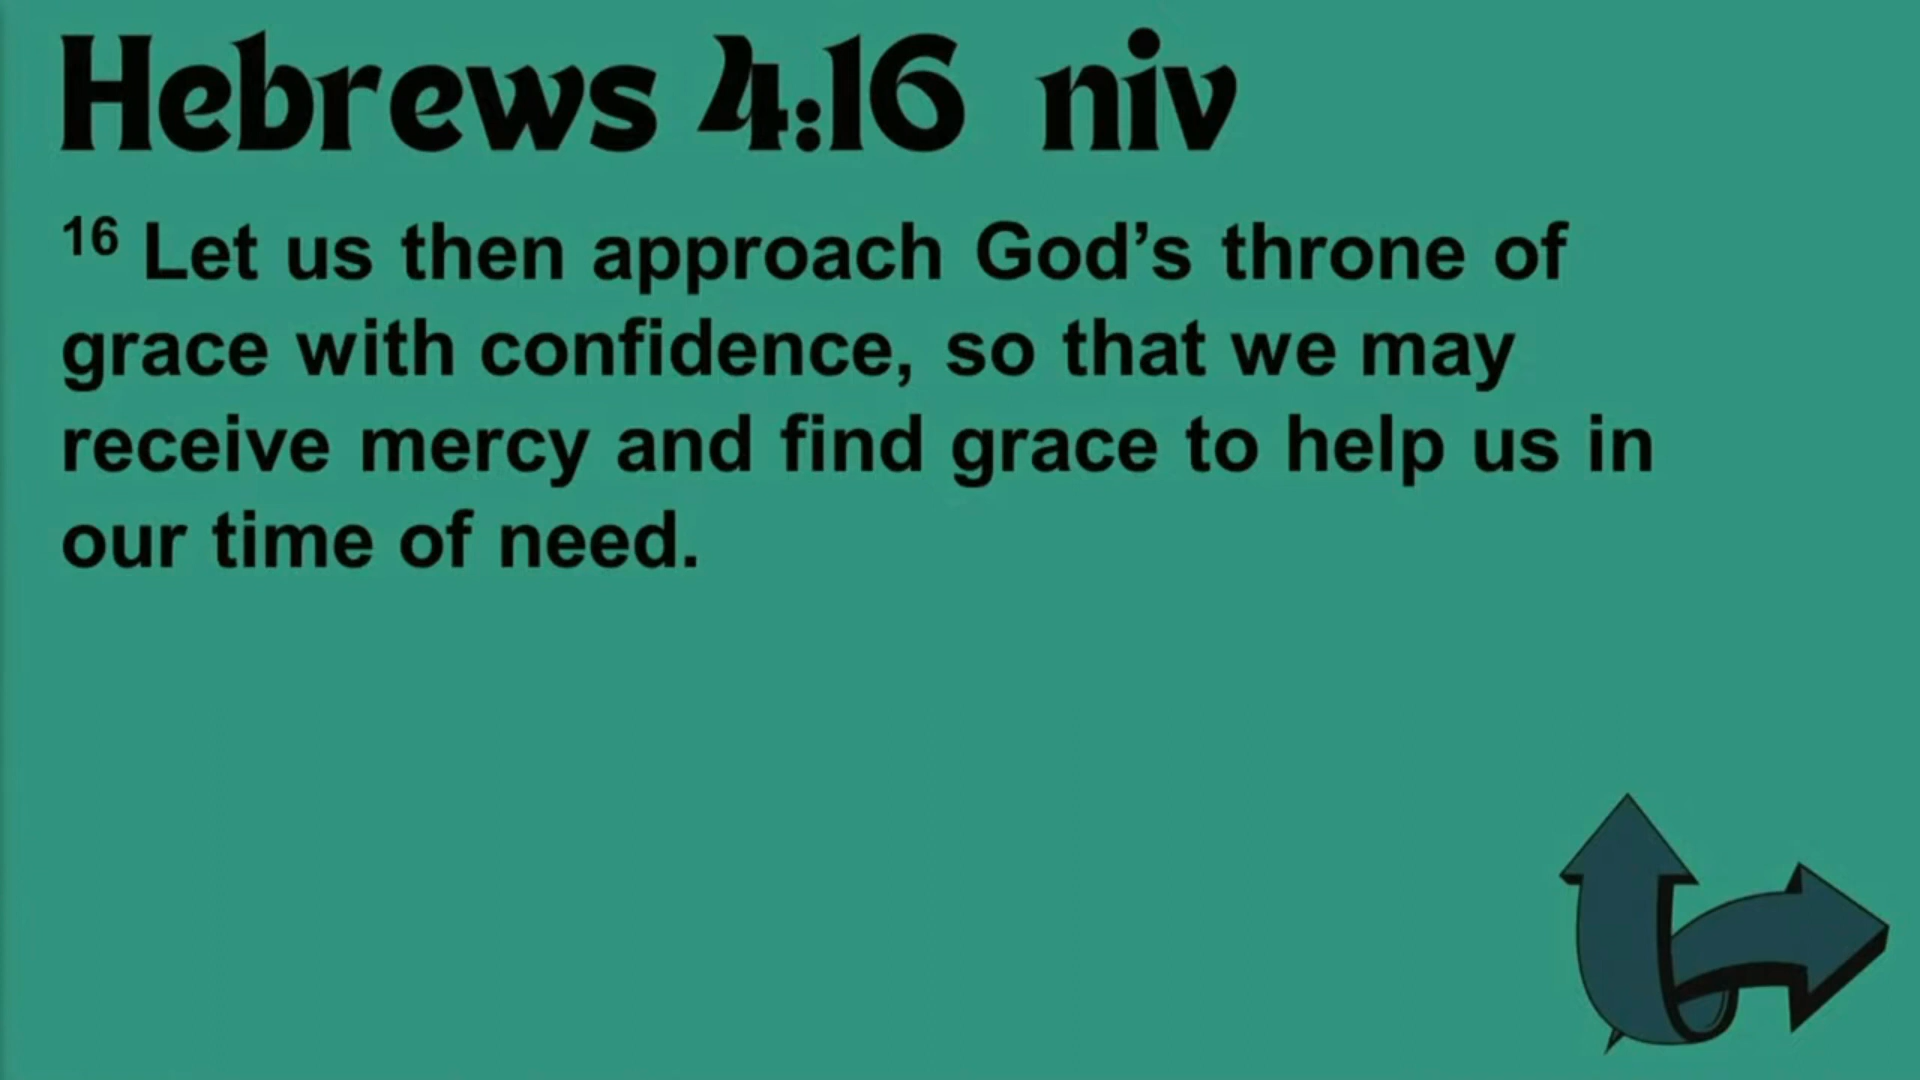 Hebrews 4:16 niv
16 Let us then approach God’s throne of
grace with confidence, so that we may
receive mercy and find grace to help us in
our time of need.